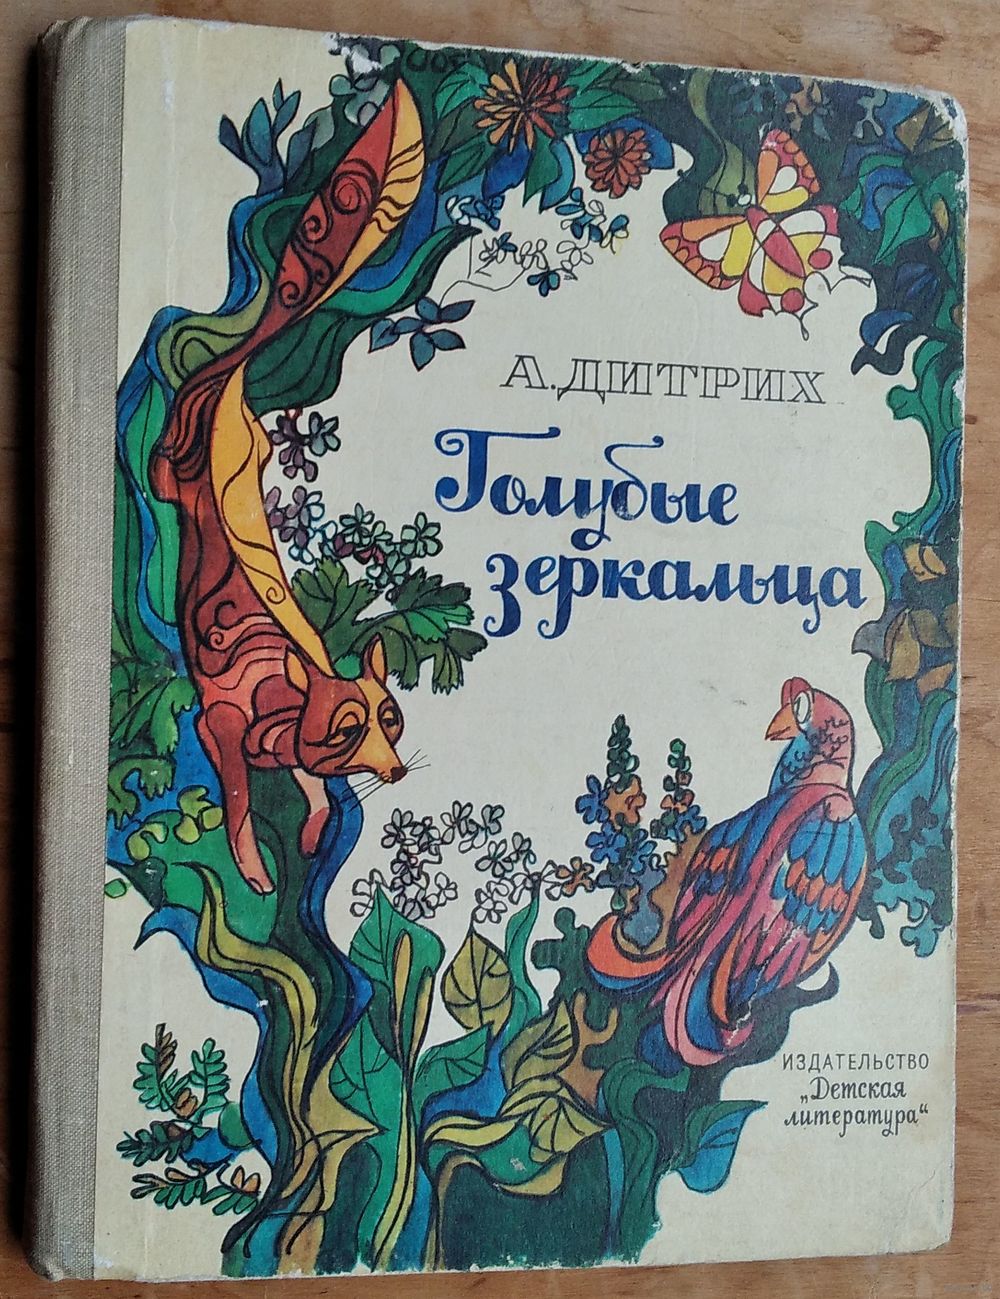 А. ДИТРИХ
Голубые
зеркальца
ИЗДАТЕЛЬСТВО
„Детская
литература“